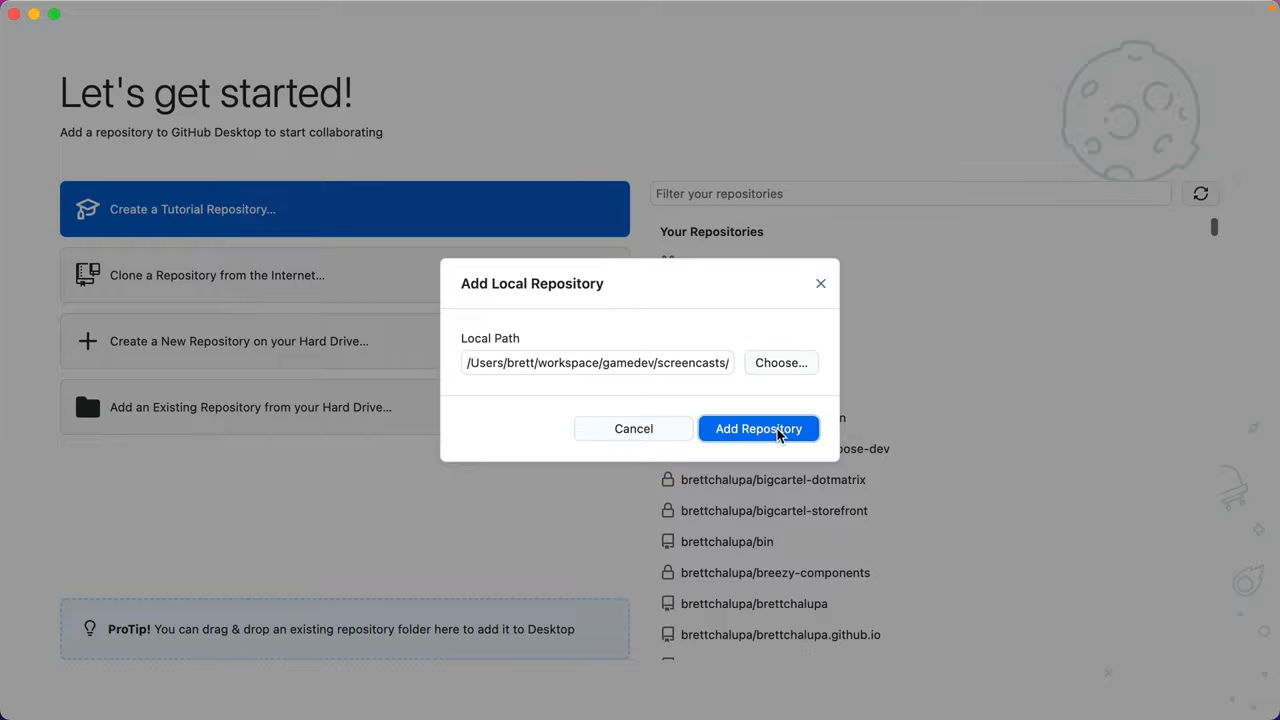 Let's get started!
Add a repository to GitHub Desktop to start collaborating
Create a Tutorial Repository...
Clone a Repository from the Internet...
Create a New Repository on your Hard Drive...
Add an Existing Repository from your Hard Drive...
ProTip! You can drag & drop an existing repository folder here to add it to Desktop
Filter your repositories
Your Repositories
Add Local Repository
Local Path
/Users/brett/workspace/gamedev/screencasts/
Choose...
Cancel
Add Repository
brettchalupa/bigcartel-dotmatrix
brettchalupa/bigcartel-storefront
brettchalupa/bin
brettchalupa/breezy-components
brettchalupa/brettchalupa
brettchalupa/brettchalupa.github.io